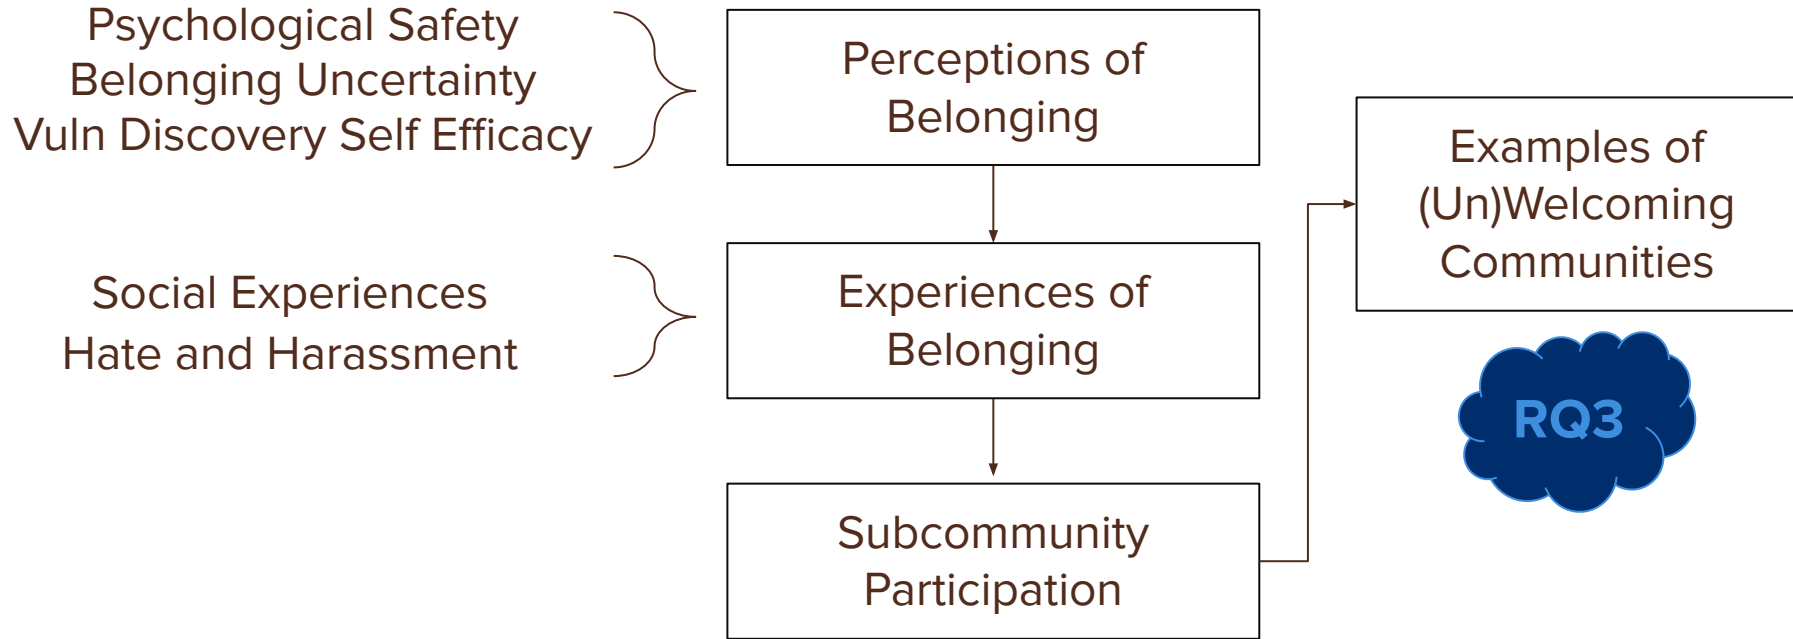 Psychological Safety
Belonging Uncertainty
Vuln Discovery Self Efficacy
Perceptions of
Belonging
Social Experiences
Hate and Harassment
Experiences of
Belonging
Subcommunity
Participation
Examples of
(Un)Welcoming
Communities
RQ3